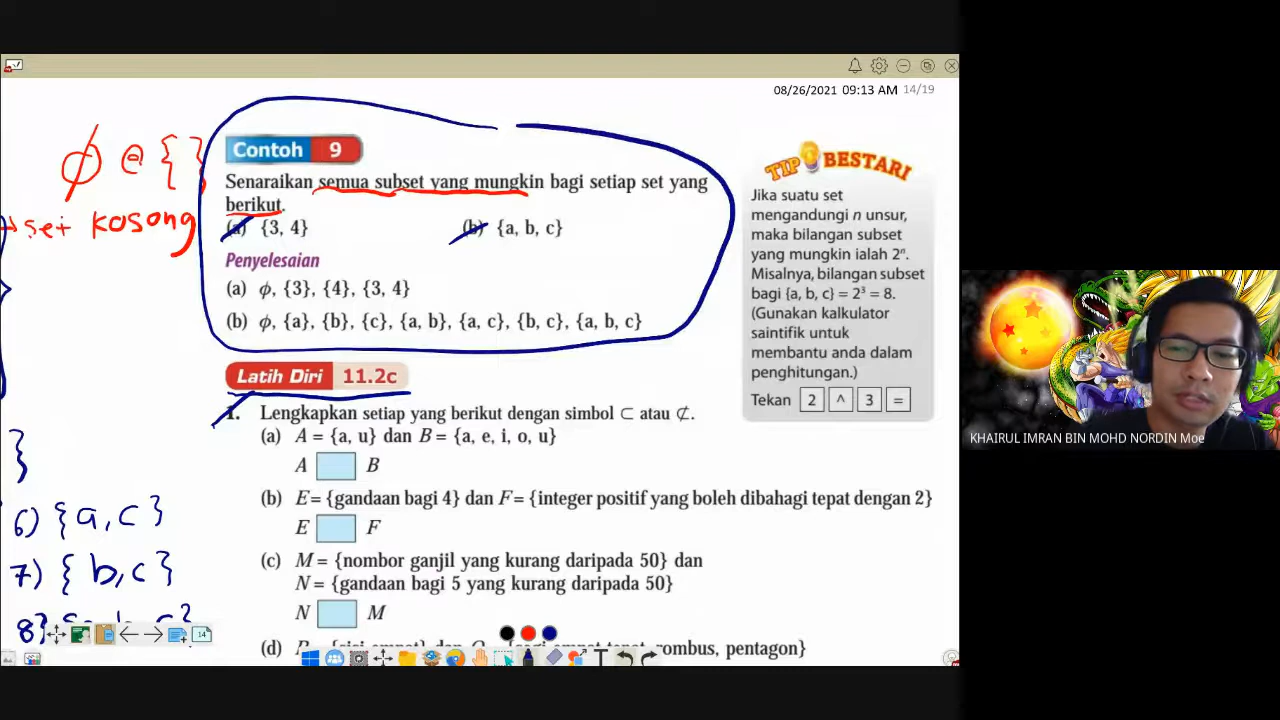 08/26/2021 09:13 AM 14/19
ϕ @ { }
set kosong
Contoh 9
Senaraikan semua subset yang mungkin bagi setiap set yang
berikut.
(a) {3, 4} (b) {a, b, c}
Penyelesaian
(a) ϕ, {3}, {4}, {3, 4}
(b) ϕ, {a}, {b}, {c}, {a, b}, {a, c}, {b, c}, {a, b, c}
TIP BESTARI
Jika suatu set
mengandungi n unsur,
maka bilangan subset
yang mungkin ialah 2ⁿ.
Misalnya, bilangan subset
bagi {a, b, c} = 2³ = 8.
(Gunakan kalkulator
saintifik untuk
membantu anda dalam
penghitungan.)
Tekan 2 ^ 3 =
Latih Diri 11.2c
1. Lengkapkan setiap yang berikut dengan simbol ⊂ atau ⊄.
(a) A = {a, u} dan B = {a, e, i, o, u}
A B
(b) E = {gandaan bagi 4} dan F = {integer positif yang boleh dibahagi tepat dengan 2}
E F
(c) M = {nombor ganjil yang kurang daripada 50} dan
N = {gandaan bagi 5 yang kurang daripada 50}
N M
(d) rombus, pentagon}
}
6) {a, c}
7) {b, c}
8)
14
KHAIRUL IMRAN BIN MOHD NORDIN Moe